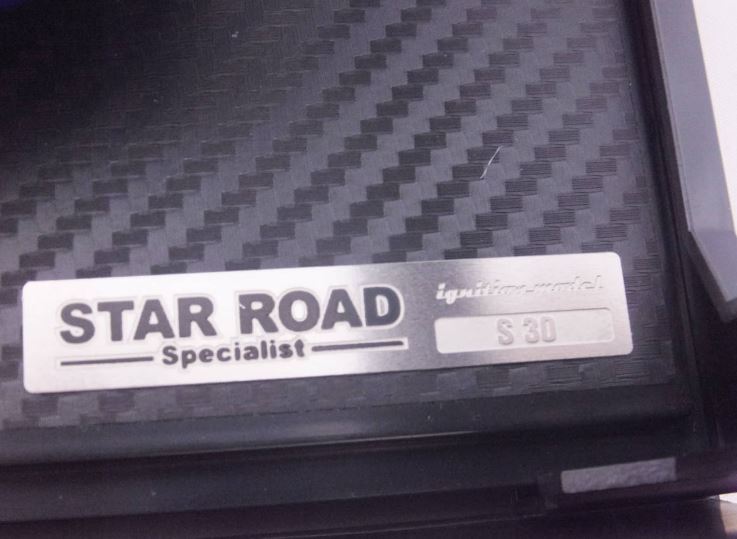 STAR ROAD
Specialist
ignition model
S 30